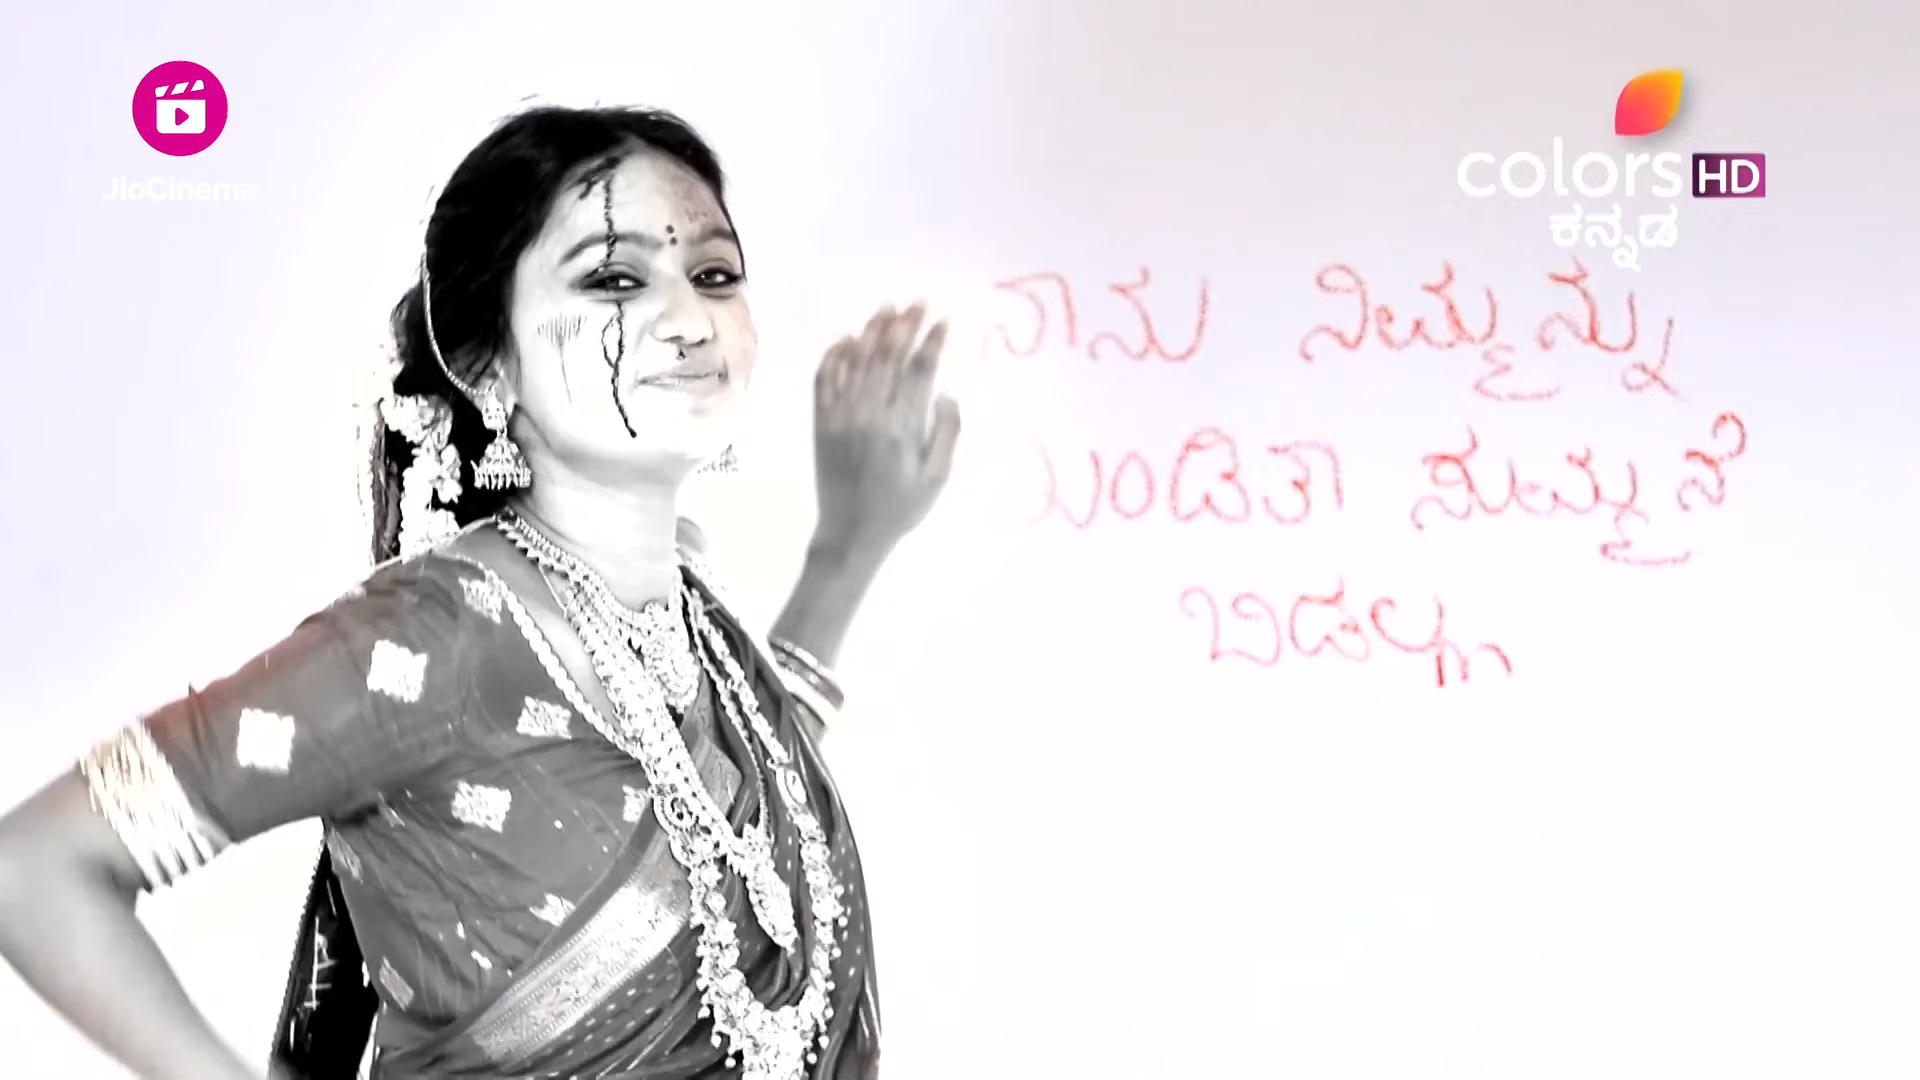 JioCinema
colors HD
ಕನ್ನಡ
ನಾನು ನಿಮ್ಮನ್ನು
ಖಂಡಿತಾ ಸುಮ್ಮನೆ
ಬಿಡಲ್ಲ